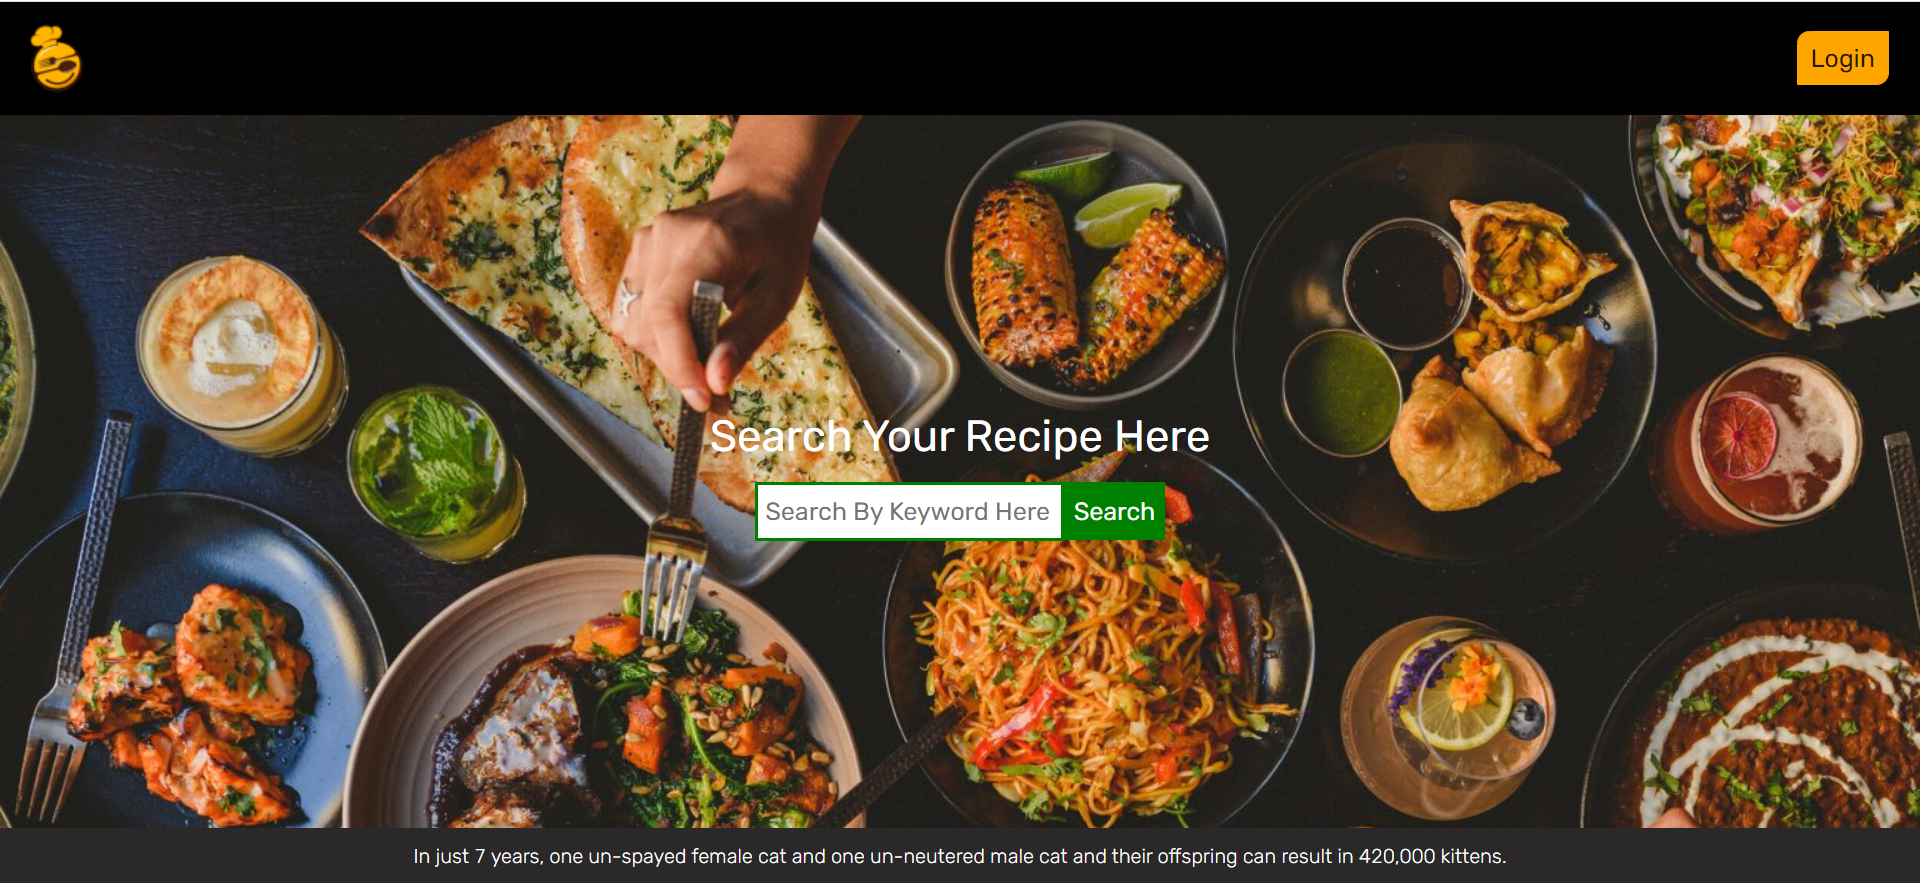 Login
Search Your Recipe Here
Search By Keyword Here Search
In just 7 years, one un-spayed female cat and one un-neutered male cat and their offspring can result in 420,000 kittens.